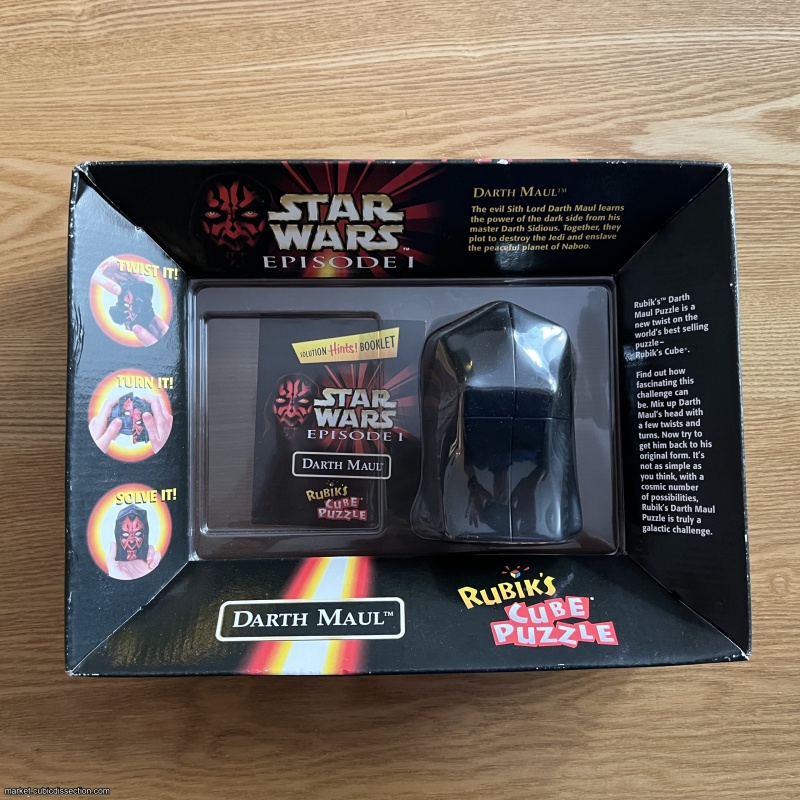 STAR
WARS™
EPISODE I
DARTH MAUL™
The evil Sith Lord Darth Maul learns
the power of the dark side from his
master Darth Sidious. Together, they
plot to destroy the Jedi and enslave
the peaceful planet of Naboo.
TWIST IT!
TURN IT!
SOLVE IT!
SOLUTION Hints! BOOKLET
STAR
WARS
EPISODE I
DARTH MAUL
RUBIK'S
CUBE
PUZZLE
Rubik's™ Darth
Maul Puzzle is a
new twist on the
world's best selling
puzzle–
Rubik's Cube®.
Find out how
fascinating this
challenge can
be. Mix up Darth
Maul's head with
a few twists and
turns. Now try to
get him back to his
original form. It's
not as simple as
you think, with a
cosmic number
of possibilities,
Rubik's Darth Maul
Puzzle is truly a
galactic challenge.
DARTH MAUL™
RUBIK'S
CUBE®
PUZZLE
market.cubicdissection.com